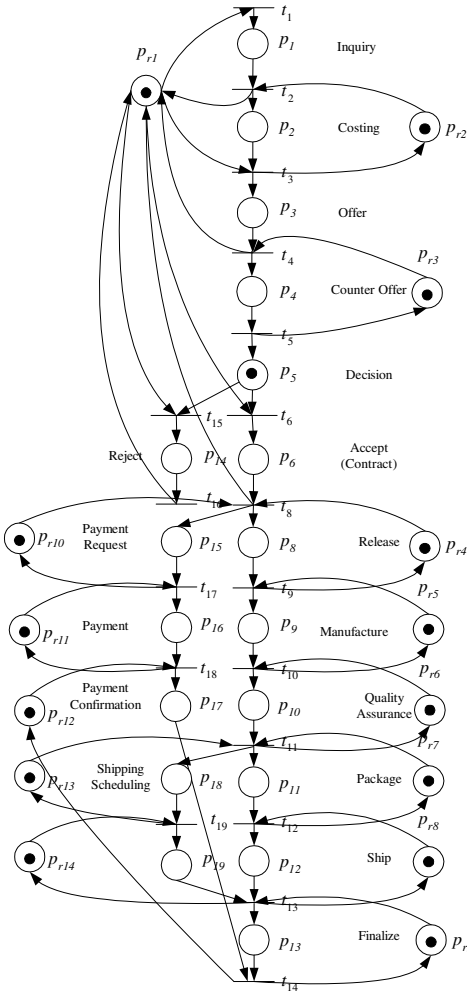 t1
pr1
p1
Inquiry
t2
p2
Costing
pr2
t3
p3
Offer
t4
pr3
p4
Counter Offer
t5
p5
Decision
t15
t6
Reject
p14
p6
Accept
(Contract)
t16
t8
pr10
Payment
Request
p15
p8
Release
pr4
t17
t9
pr5
pr11
Payment
p16
p9
Manufacture
t18
t10
pr6
pr12
Payment
Confirmation
p17
p10
Quality
Assurance
t11
pr7
pr13
Shipping
Scheduling
p18
p11
Package
t19
t12
pr8
pr14
p19
p12
Ship
t13
p13
Finalize
pr
t14